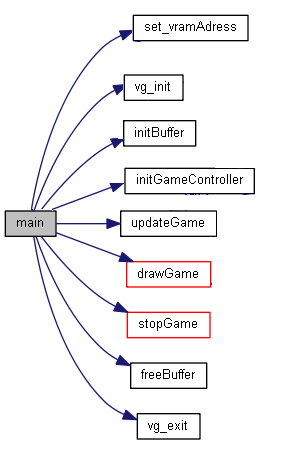 set_vramAdress
vg_init
initBuffer
initGameController
main
updateGame
drawGame
stopGame
freeBuffer
vg_exit